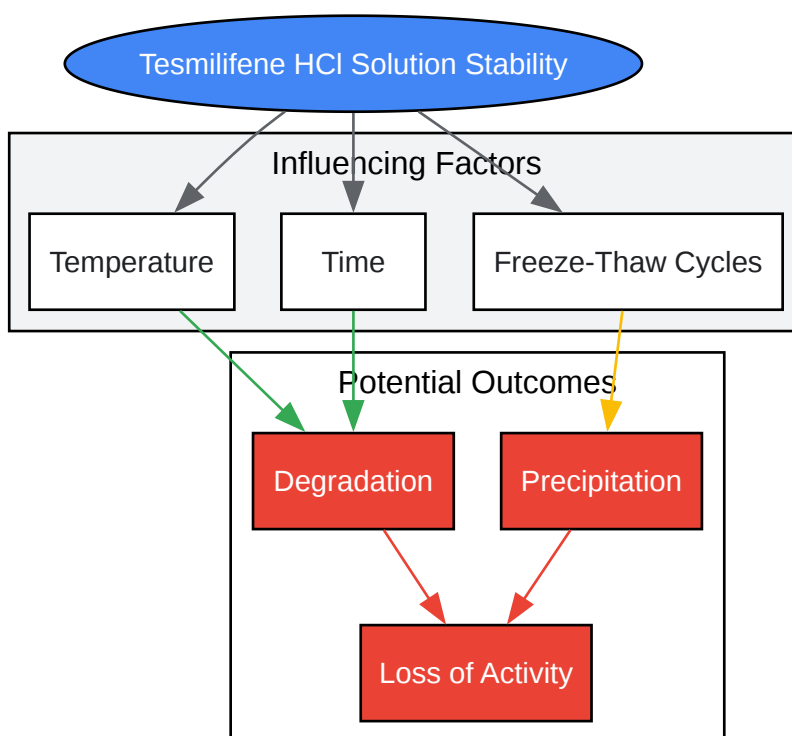 Tesmilifene HCl Solution Stability
Influencing Factors
Temperature
Time
Freeze-Thaw Cycles
Potential Outcomes
Degradation
Precipitation
Loss of Activity